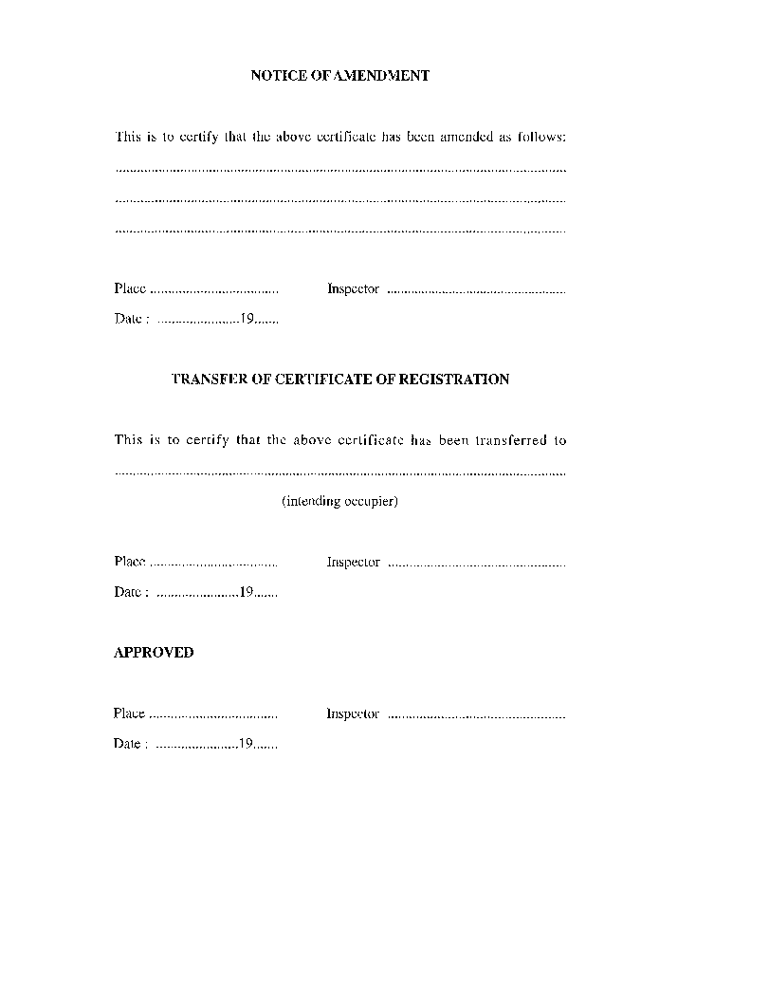 NOTICE OF AMENDMENT
This is to certify that the above certificate has been amended as follows:
................................................................................................................................
................................................................................................................................
................................................................................................................................
Place .................................... Inspector ..................................................
Date : .......................19.......
TRANSFER OF CERTIFICATE OF REGISTRATION
This is to certify that the above certificate has been transferred to
................................................................................................................................
(intending occupier)
Place .................................... Inspector ..................................................
Date : .......................19.......
APPROVED
Place .................................... Inspector ..................................................
Date : .......................19.......